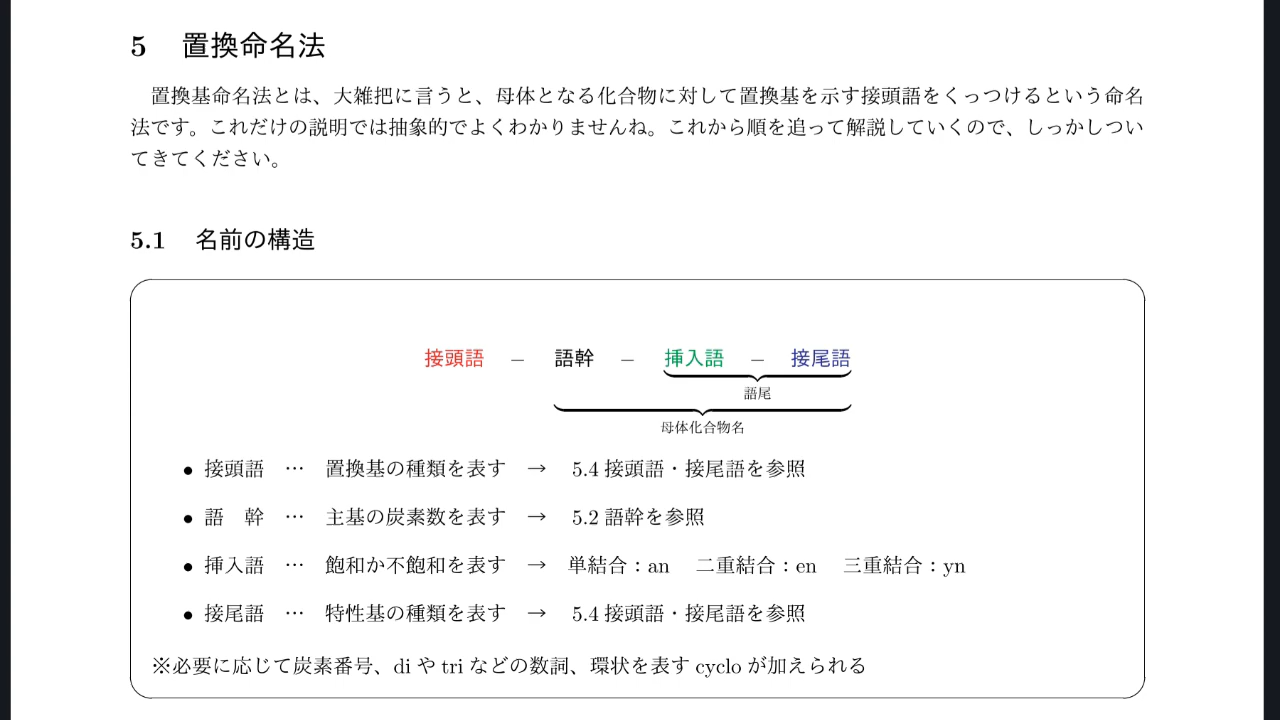 5 置換命名法
置換基命名法とは、大雑把に言うと、母体となる化合物に対して置換基を示す接頭語をくっつけるという命名
法です。これだけの説明では抽象的でよくわかりませんね。これから順を追って解説していくので、しっかしつい
てきてください。
5.1 名前の構造
接頭語 − 語幹 − 挿入語 − 接尾語
語尾
母体化合物名
• 接頭語 … 置換基の種類を表す → 5.4 接頭語・接尾語を参照
• 語 幹 … 主基の炭素数を表す → 5.2 語幹を参照
• 挿入語 … 飽和か不飽和を表す → 単結合：an 二重結合：en 三重結合：yn
• 接尾語 … 特性基の種類を表す → 5.4 接頭語・接尾語を参照
※必要に応じて炭素番号、di や tri などの数詞、環状を表す cyclo が加えられる